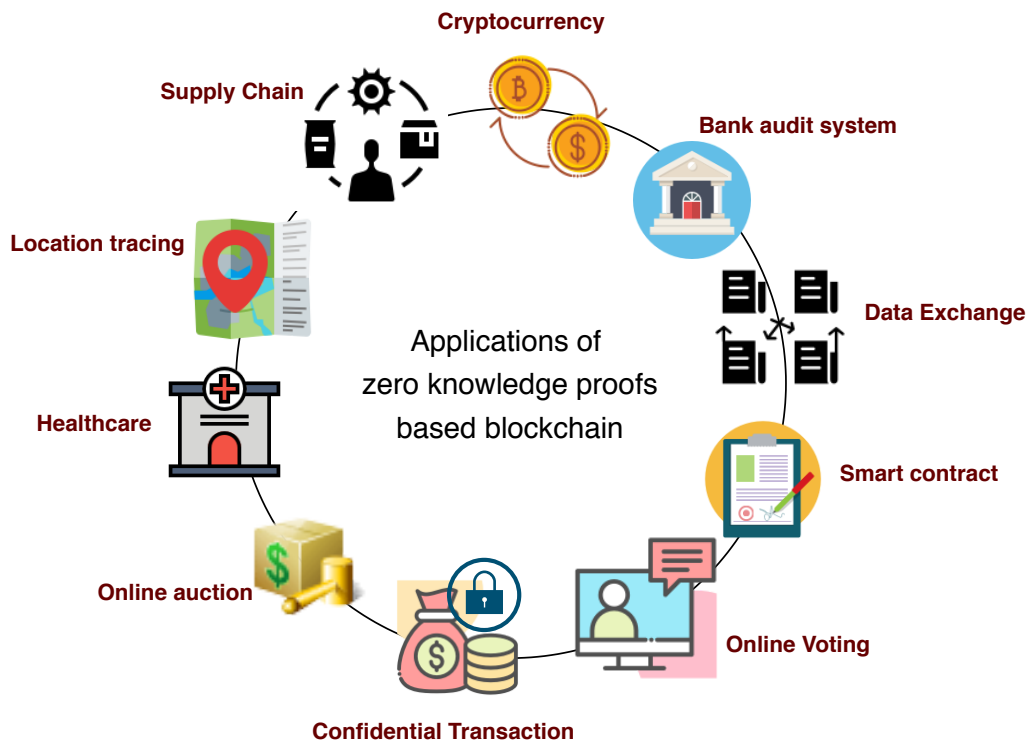 Cryptocurrency
Supply Chain
Bank audit system
Location tracing
Data Exchange
Applications of
zero knowledge proofs
based blockchain
Healthcare
Smart contract
Online auction
Online Voting
Confidential Transaction